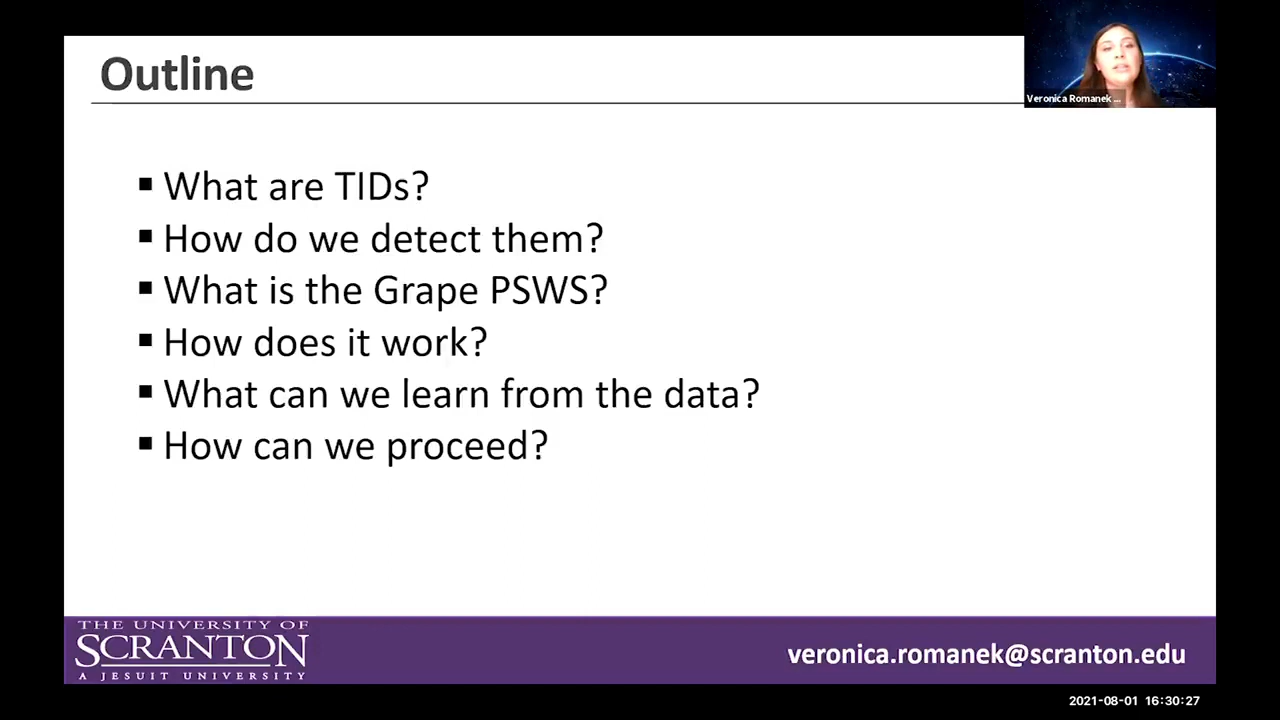 Outline
Veronica Romanek ...
▪ What are TIDs?
▪ How do we detect them?
▪ What is the Grape PSWS?
▪ How does it work?
▪ What can we learn from the data?
▪ How can we proceed?
THE UNIVERSITY OF
SCRANTON
A JESUIT UNIVERSITY
veronica.romanek@scranton.edu
2021-08-01 16:30:27